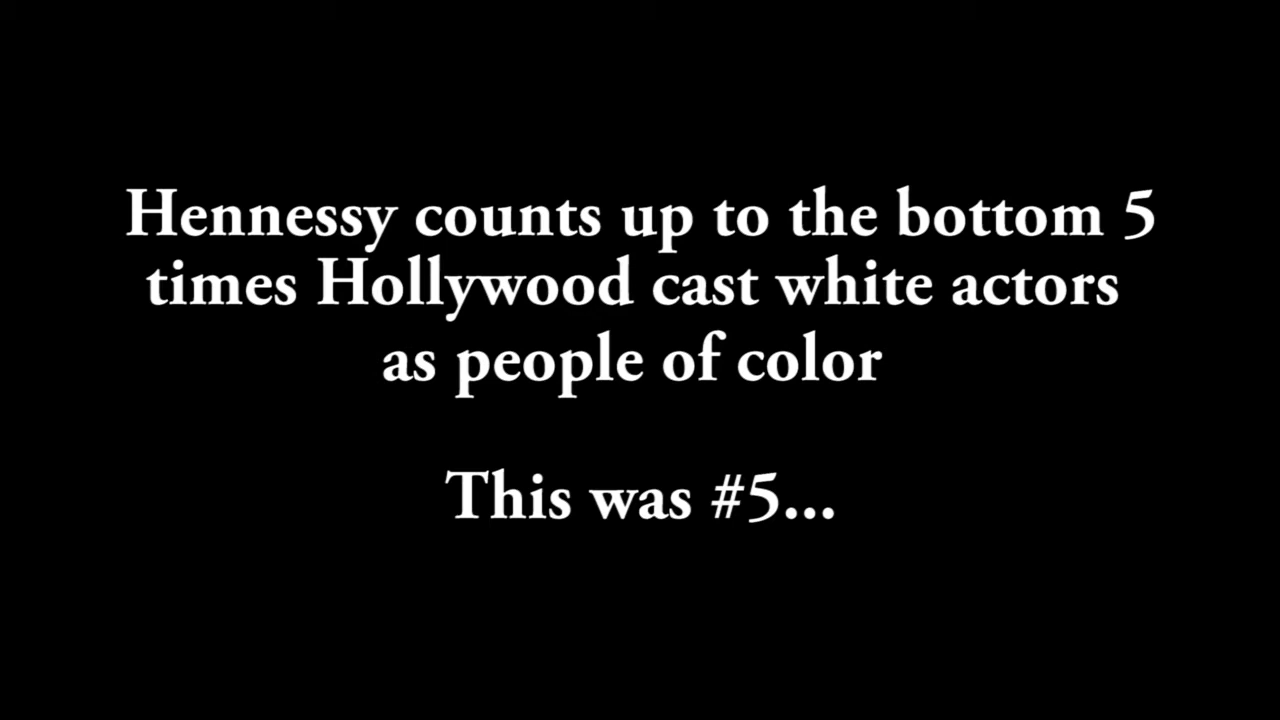 Hennessy counts up to the bottom 5
times Hollywood cast white actors
as people of color
This was #5...